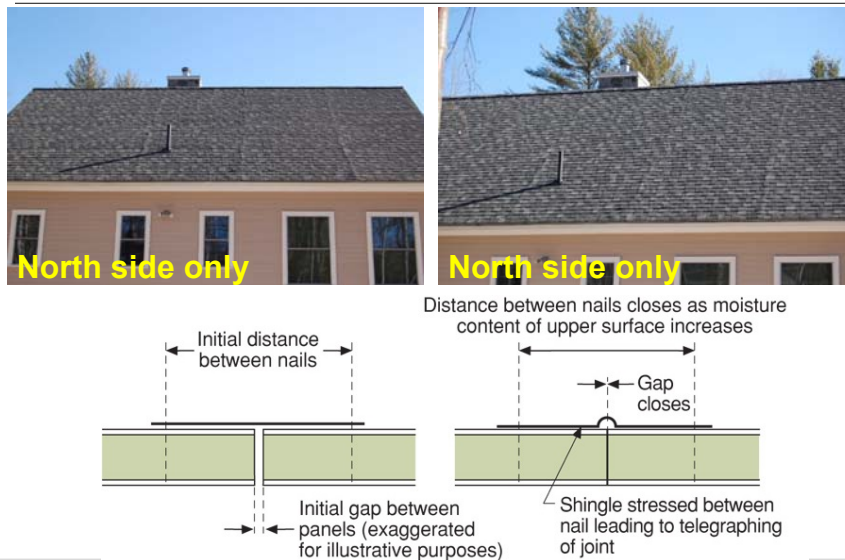 North side only
North side only
Initial distance
between nails
Distance between nails closes as moisture
content of upper surface increases
Gap
closes
Initial gap between
panels (exaggerated
for illustrative purposes)
Shingle stressed between
nail leading to telegraphing
of joint